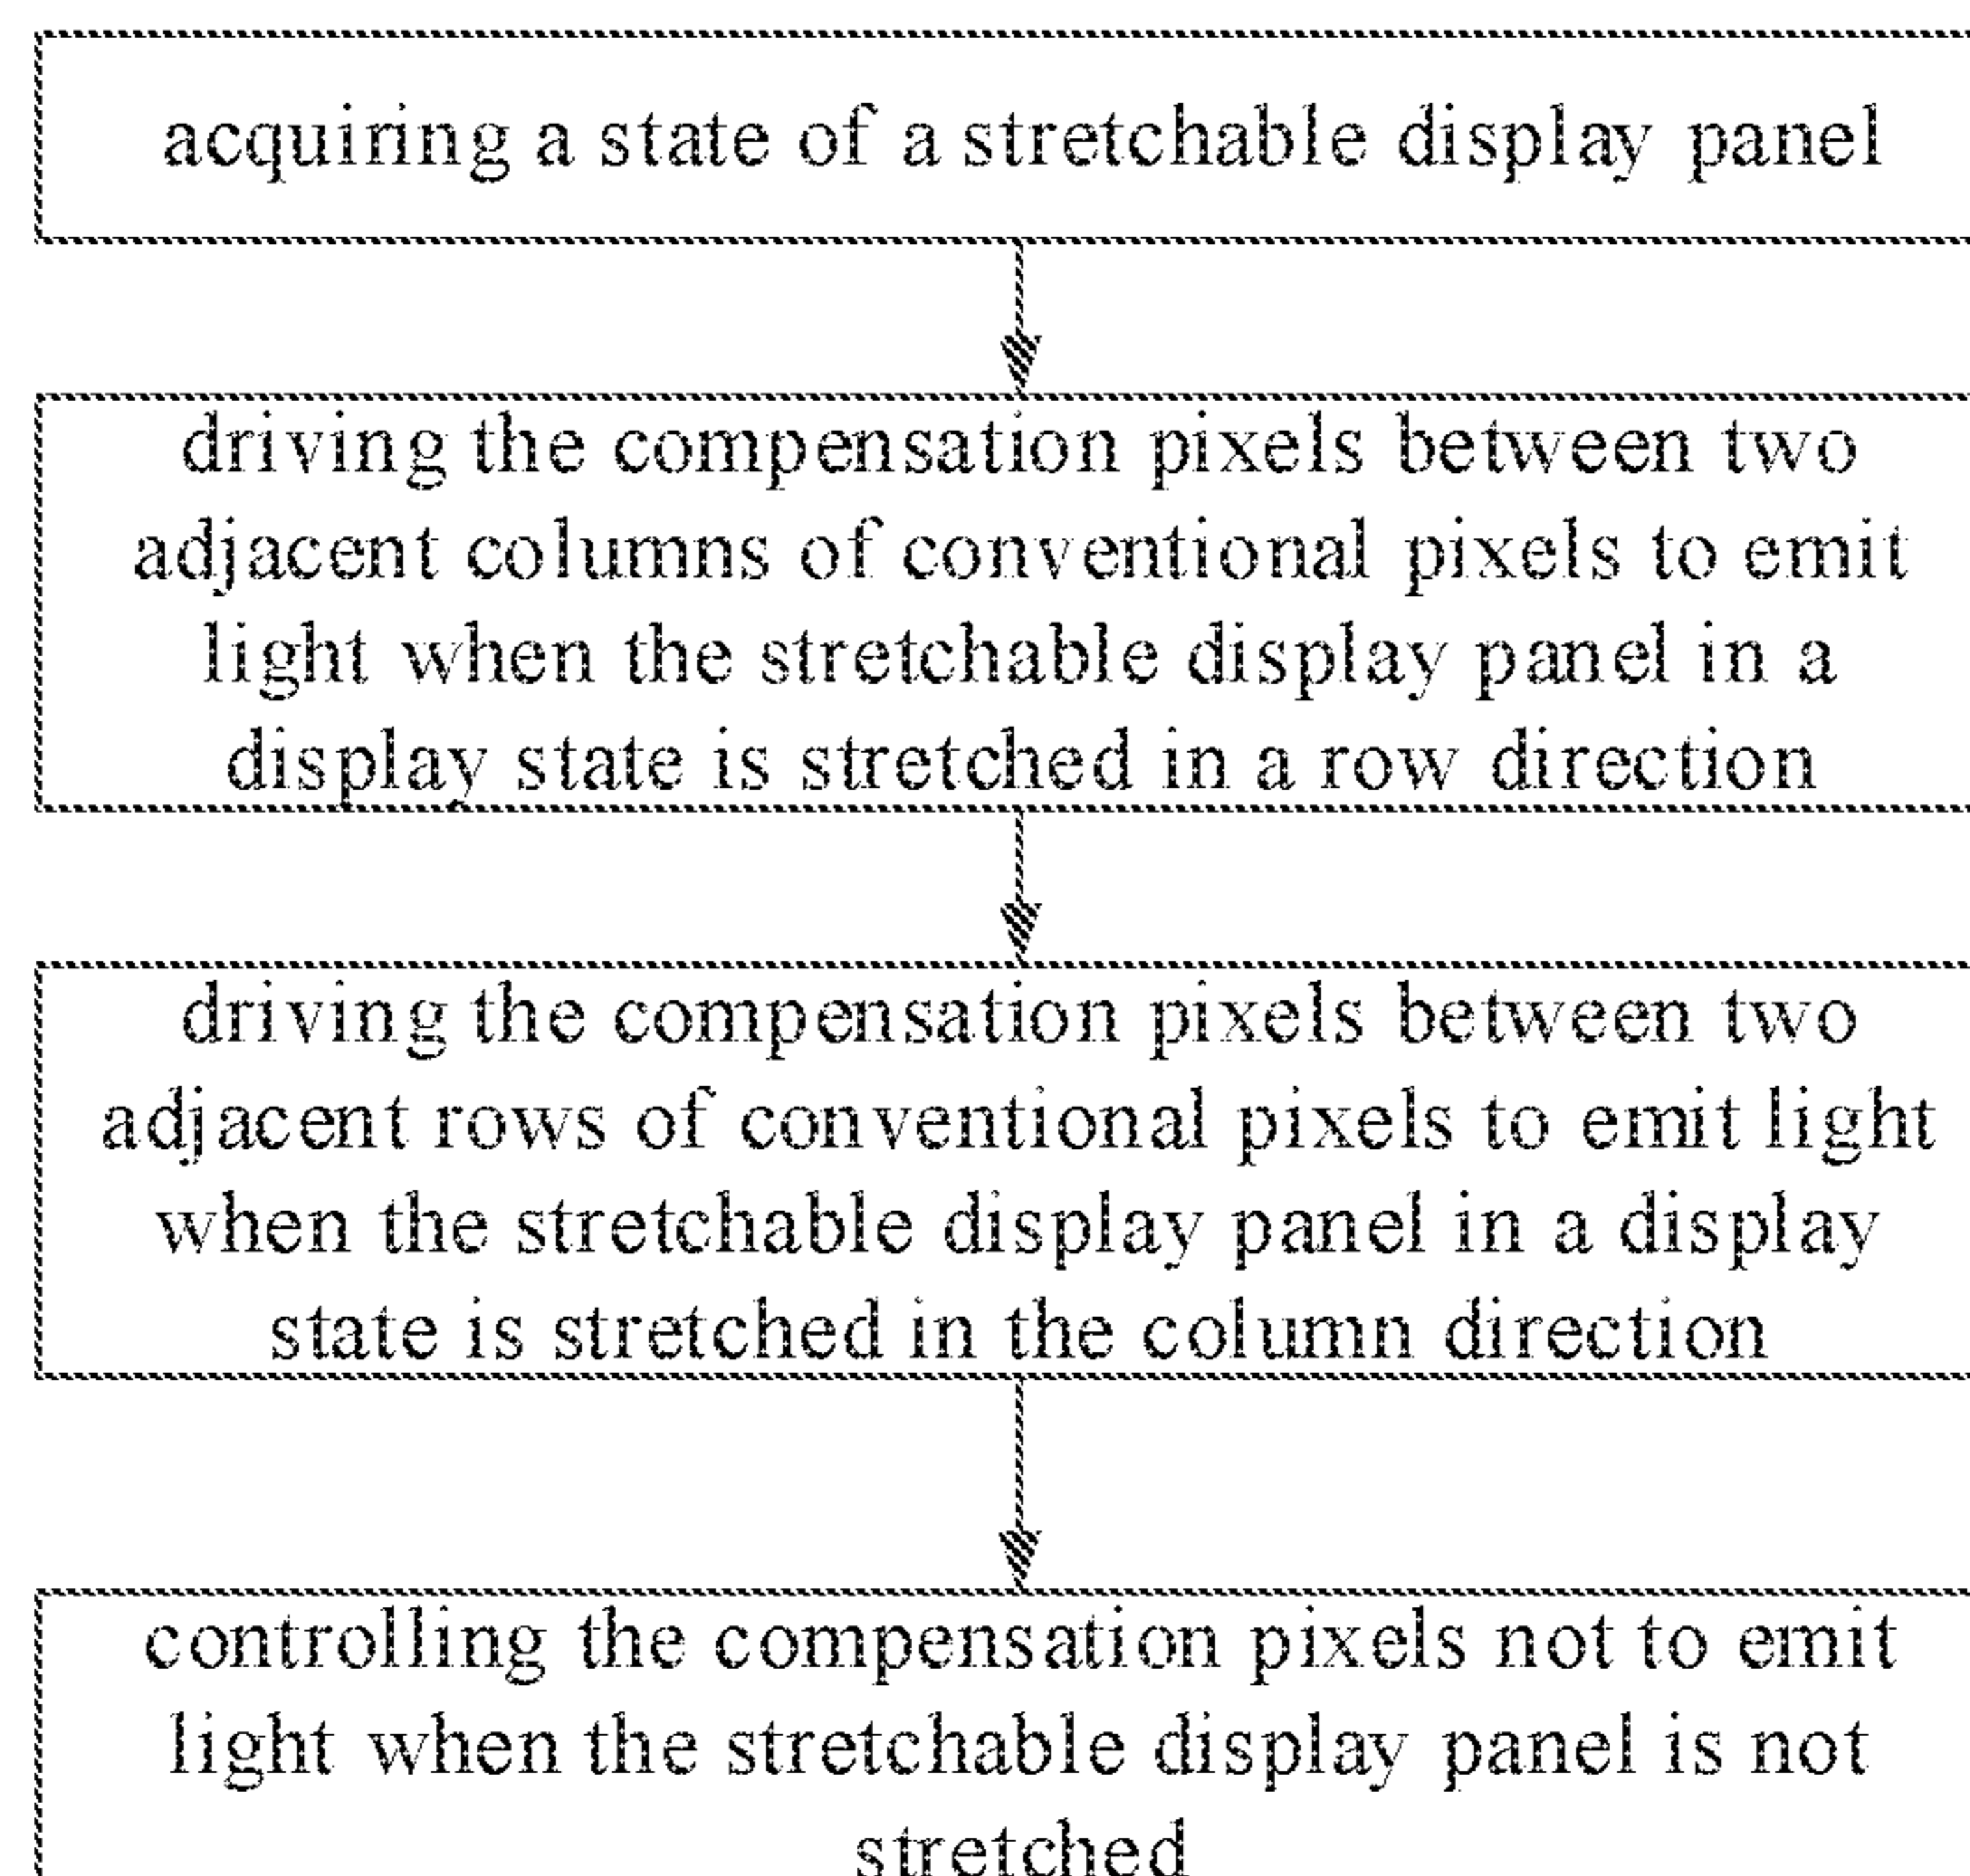 acquiring a state of a stretchable display panel
driving the compensation pixels between two
adjacent columns of conventional pixels to emit
light when the stretchable display panel in a
display state is stretched in a row direction
driving the compensation pixels between two
adjacent rows of conventional pixels to emit light
when the stretchable display panel in a display
state is stretched in the column direction
controlling the compensation pixels not to emit
light when the stretchable display panel is not
stretched